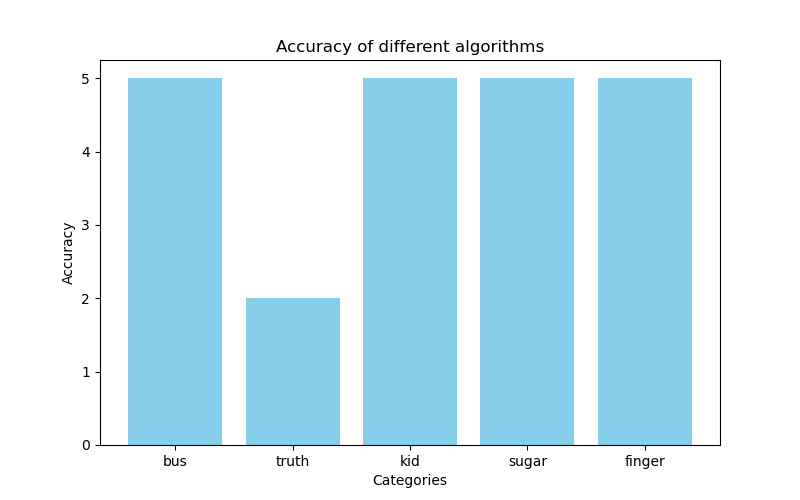 Accuracy of different algorithms
5
4
3
2
1
0
Accuracy
bus truth kid sugar finger
Categories